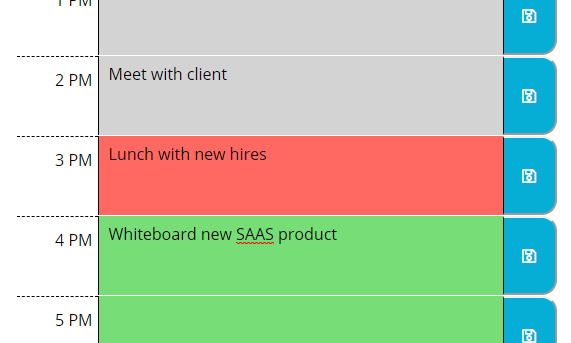 1 PM
2 PM Meet with client
3 PM Lunch with new hires
4 PM Whiteboard new SAAS product
5 PM